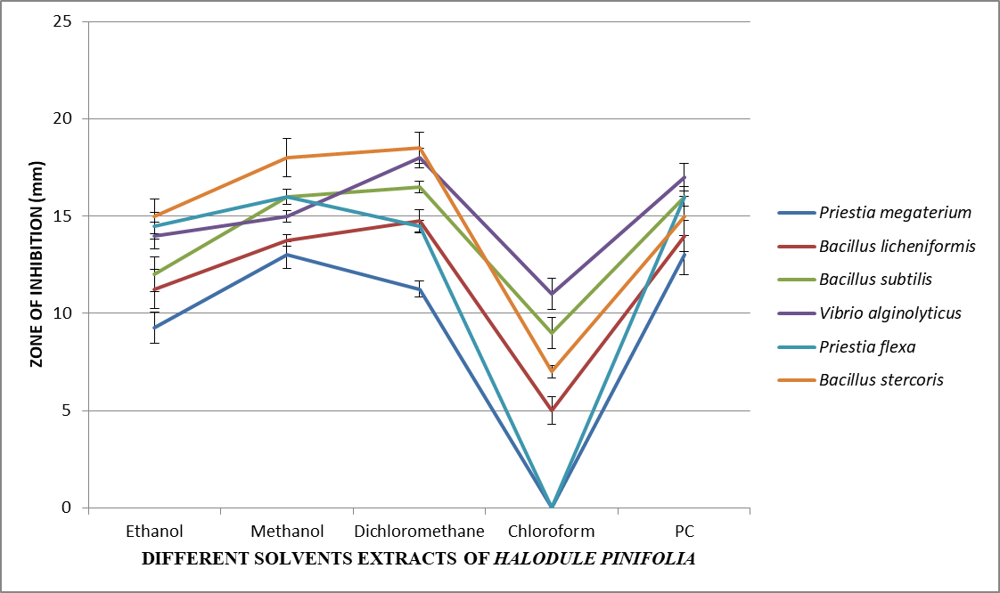 25
20
15
10
5
0
ZONE OF INHIBITION (mm)
Ethanol
Methanol
Dichloromethane
Chloroform
PC
DIFFERENT SOLVENTS EXTRACTS OF HALODULE PINIFOLIA
Priestia megaterium
Bacillus licheniformis
Bacillus subtilis
Vibrio alginolyticus
Priestia flexa
Bacillus stercoris